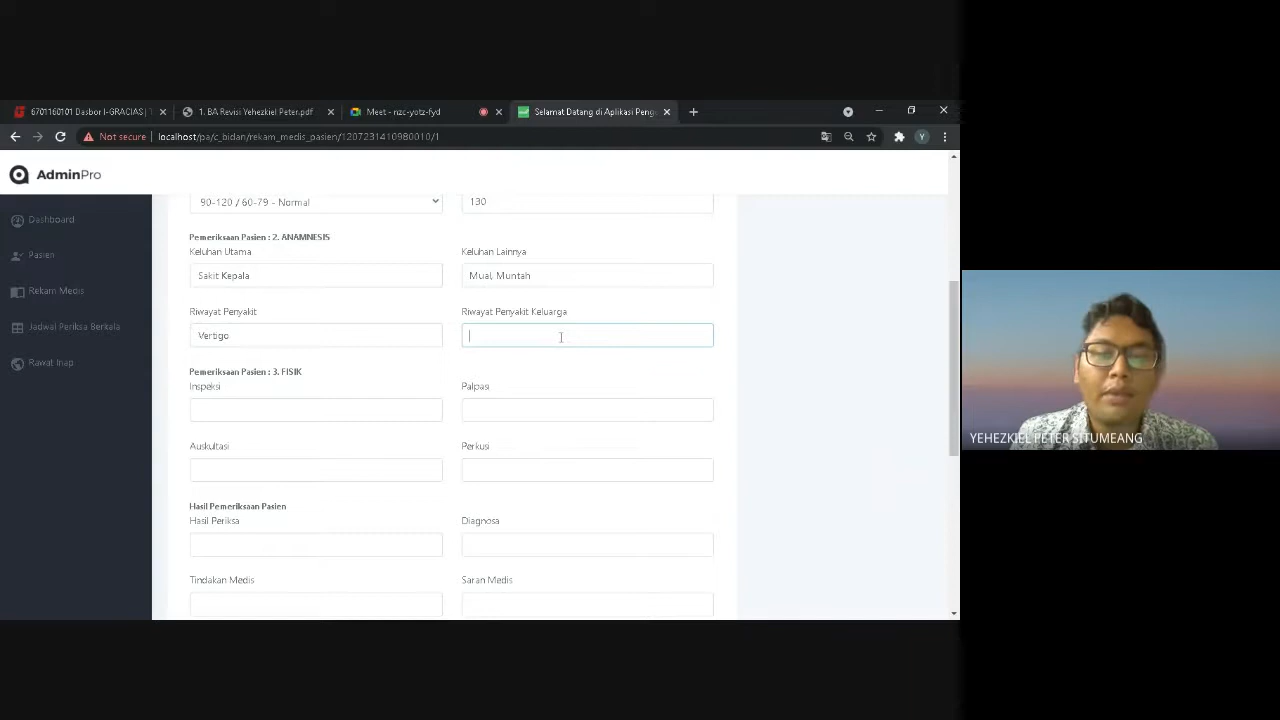 6701160101 Dasbor I-GRACIAS |
1. BA Revisi Yehezkiel Peter.pdf
Meet - nzc-yotz-fyd
Selamat Datang di Aplikasi Peng
Not secure
localhost/pa/c_bidan/rekam_medis_pasien/1207231410980010/1
Y
AdminPro
Dashboard
Pasien
Rekam Medis
Jadwal Periksa Berkala
Rawat Inap
90-120 / 60-79 - Normal
130
Pemeriksaan Pasien : 2. ANAMNESIS
Keluhan Utama
Keluhan Lainnya
Sakit Kepala
Mual, Muntah
Riwayat Penyakit
Riwayat Penyakit Keluarga
Vertigo
Pemeriksaan Pasien : 3. FISIK
Inspeksi
Palpasi
Auskultasi
Perkusi
Hasil Pemeriksaan Pasien
Hasil Periksa
Diagnosa
Tindakan Medis
Saran Medis
YEHEZKIEL PETER SITUMEANG